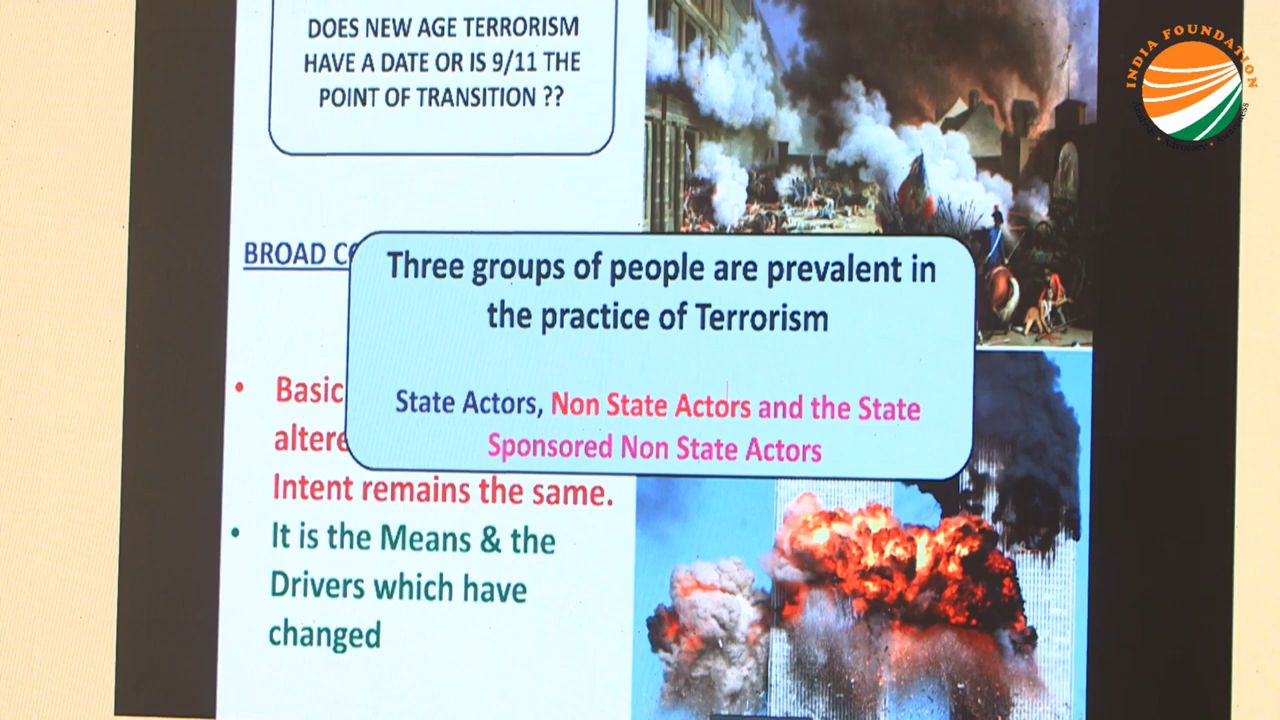 DOES NEW AGE TERRORISM
HAVE A DATE OR IS 9/11 THE
POINT OF TRANSITION ??
INDIA FOUNDATION
Advocacy • Awareness
BROAD
Three groups of people are prevalent in
the practice of Terrorism
State Actors, Non State Actors and the State
Sponsored Non State Actors
• Basic
altere
Intent remains the same.
• It is the Means & the
Drivers which have
changed